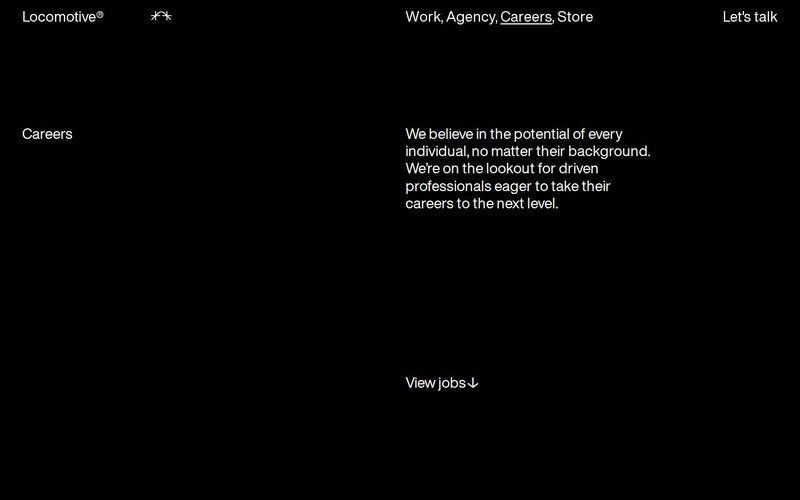 Locomotive®
Work, Agency, Careers, Store
Let's talk
Careers
We believe in the potential of every
individual, no matter their background.
We’re on the lookout for driven
professionals eager to take their
careers to the next level.
View jobs↓